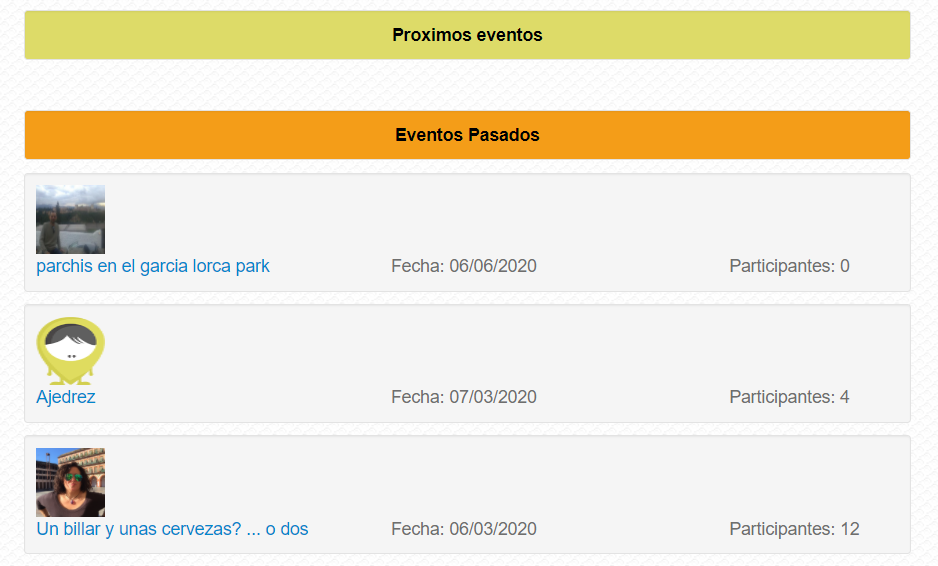 Proximos eventos
Eventos Pasados
parchis en el garcia lorca park Fecha: 06/06/2020 Participantes: 0
Ajedrez Fecha: 07/03/2020 Participantes: 4
Un billar y unas cervezas? ... o dos Fecha: 06/03/2020 Participantes: 12